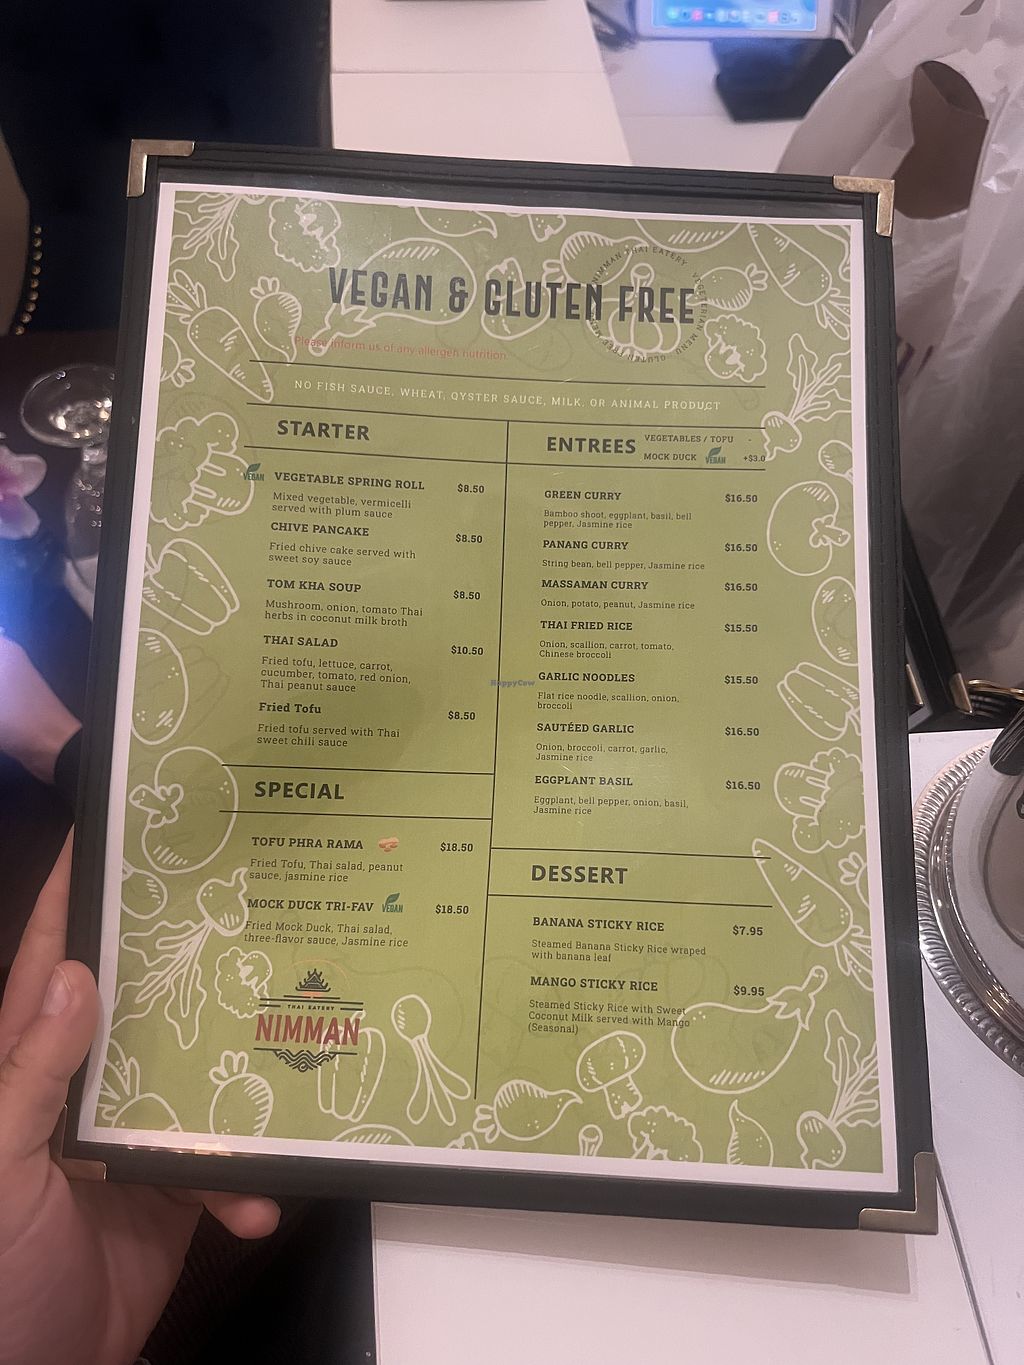 VEGAN & GLUTEN FREE
NIMMAN THAI EATERY · VEGETERIAN MENU · GLUTEN FREE MENU
Please inform us of any allergen nutrition
NO FISH SAUCE, WHEAT, OYSTER SAUCE, MILK, OR ANIMAL PRODUCT
STARTER
VEGAN VEGETABLE SPRING ROLL $8.50
Mixed vegetable, vermicelli
served with plum sauce
CHIVE PANCAKE $8.50
Fried chive cake served with
sweet soy sauce
TOM KHA SOUP $8.50
Mushroom, onion, tomato Thai
herbs in coconut milk broth
THAI SALAD $10.50
Fried tofu, lettuce, carrot,
cucumber, tomato, red onion,
Thai peanut sauce
Fried Tofu $8.50
Fried tofu served with Thai
sweet chili sauce
SPECIAL
TOFU PHRA RAMA $18.50
Fried Tofu, Thai salad, peanut
sauce, jasmine rice
MOCK DUCK TRI-FAV VEGAN $18.50
Fried Mock Duck, Thai salad,
three-flavor sauce, Jasmine rice
THAI EATERY
NIMMAN
ENTREES
VEGETABLES / TOFU -
MOCK DUCK VEGAN +$3.0
GREEN CURRY $16.50
Bamboo shoot, eggplant, basil, bell
pepper, Jasmine rice
PANANG CURRY $16.50
String bean, bell pepper, Jasmine rice
MASSAMAN CURRY $16.50
Onion, potato, peanut, Jasmine rice
THAI FRIED RICE $15.50
Onion, scallion, carrot, tomato,
Chinese broccoli
GARLIC NOODLES $15.50
Flat rice noodle, scallion, onion,
broccoli
SAUTÉED GARLIC $16.50
Onion, broccoli, carrot, garlic,
Jasmine rice
EGGPLANT BASIL $16.50
Eggplant, bell pepper, onion, basil,
Jasmine rice
DESSERT
BANANA STICKY RICE $7.95
Steamed Banana Sticky Rice wraped
with banana leaf
MANGO STICKY RICE $9.95
Steamed Sticky Rice with Sweet
Coconut Milk served with Mango
(Seasonal)
HappyCow